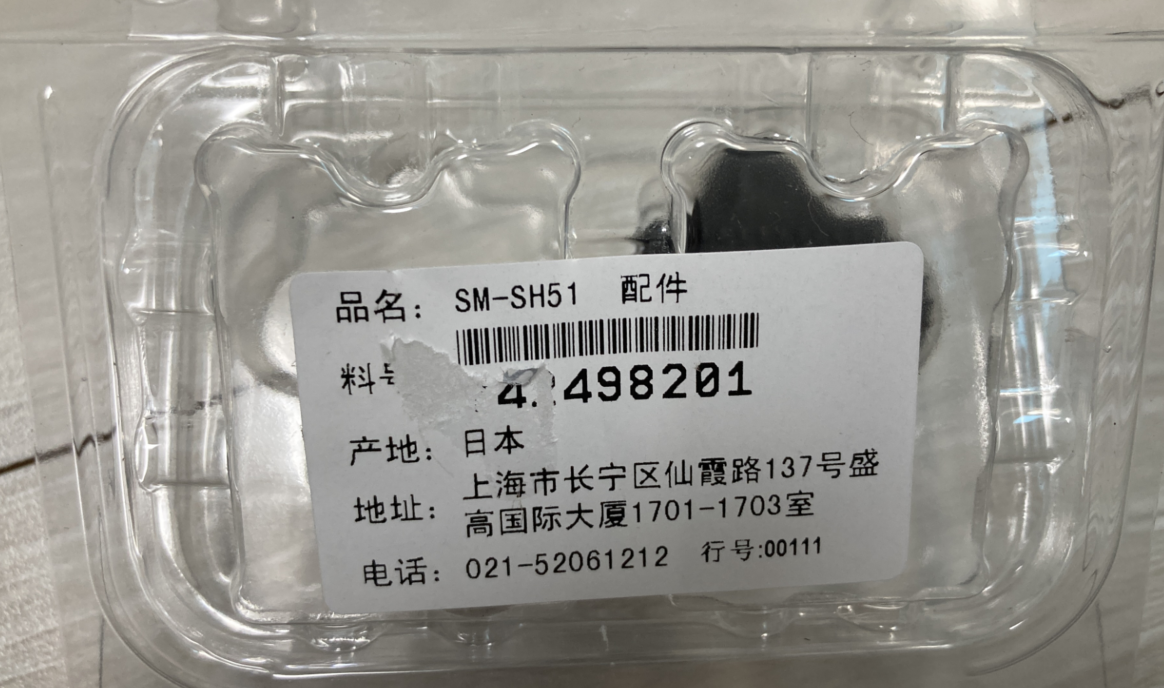 品名： SM-SH51 配件
料号 498201
产地： 日本
地址： 上海市长宁区仙霞路137号盛
高国际大厦1701-1703室
电话： 021-52061212 行号:00111